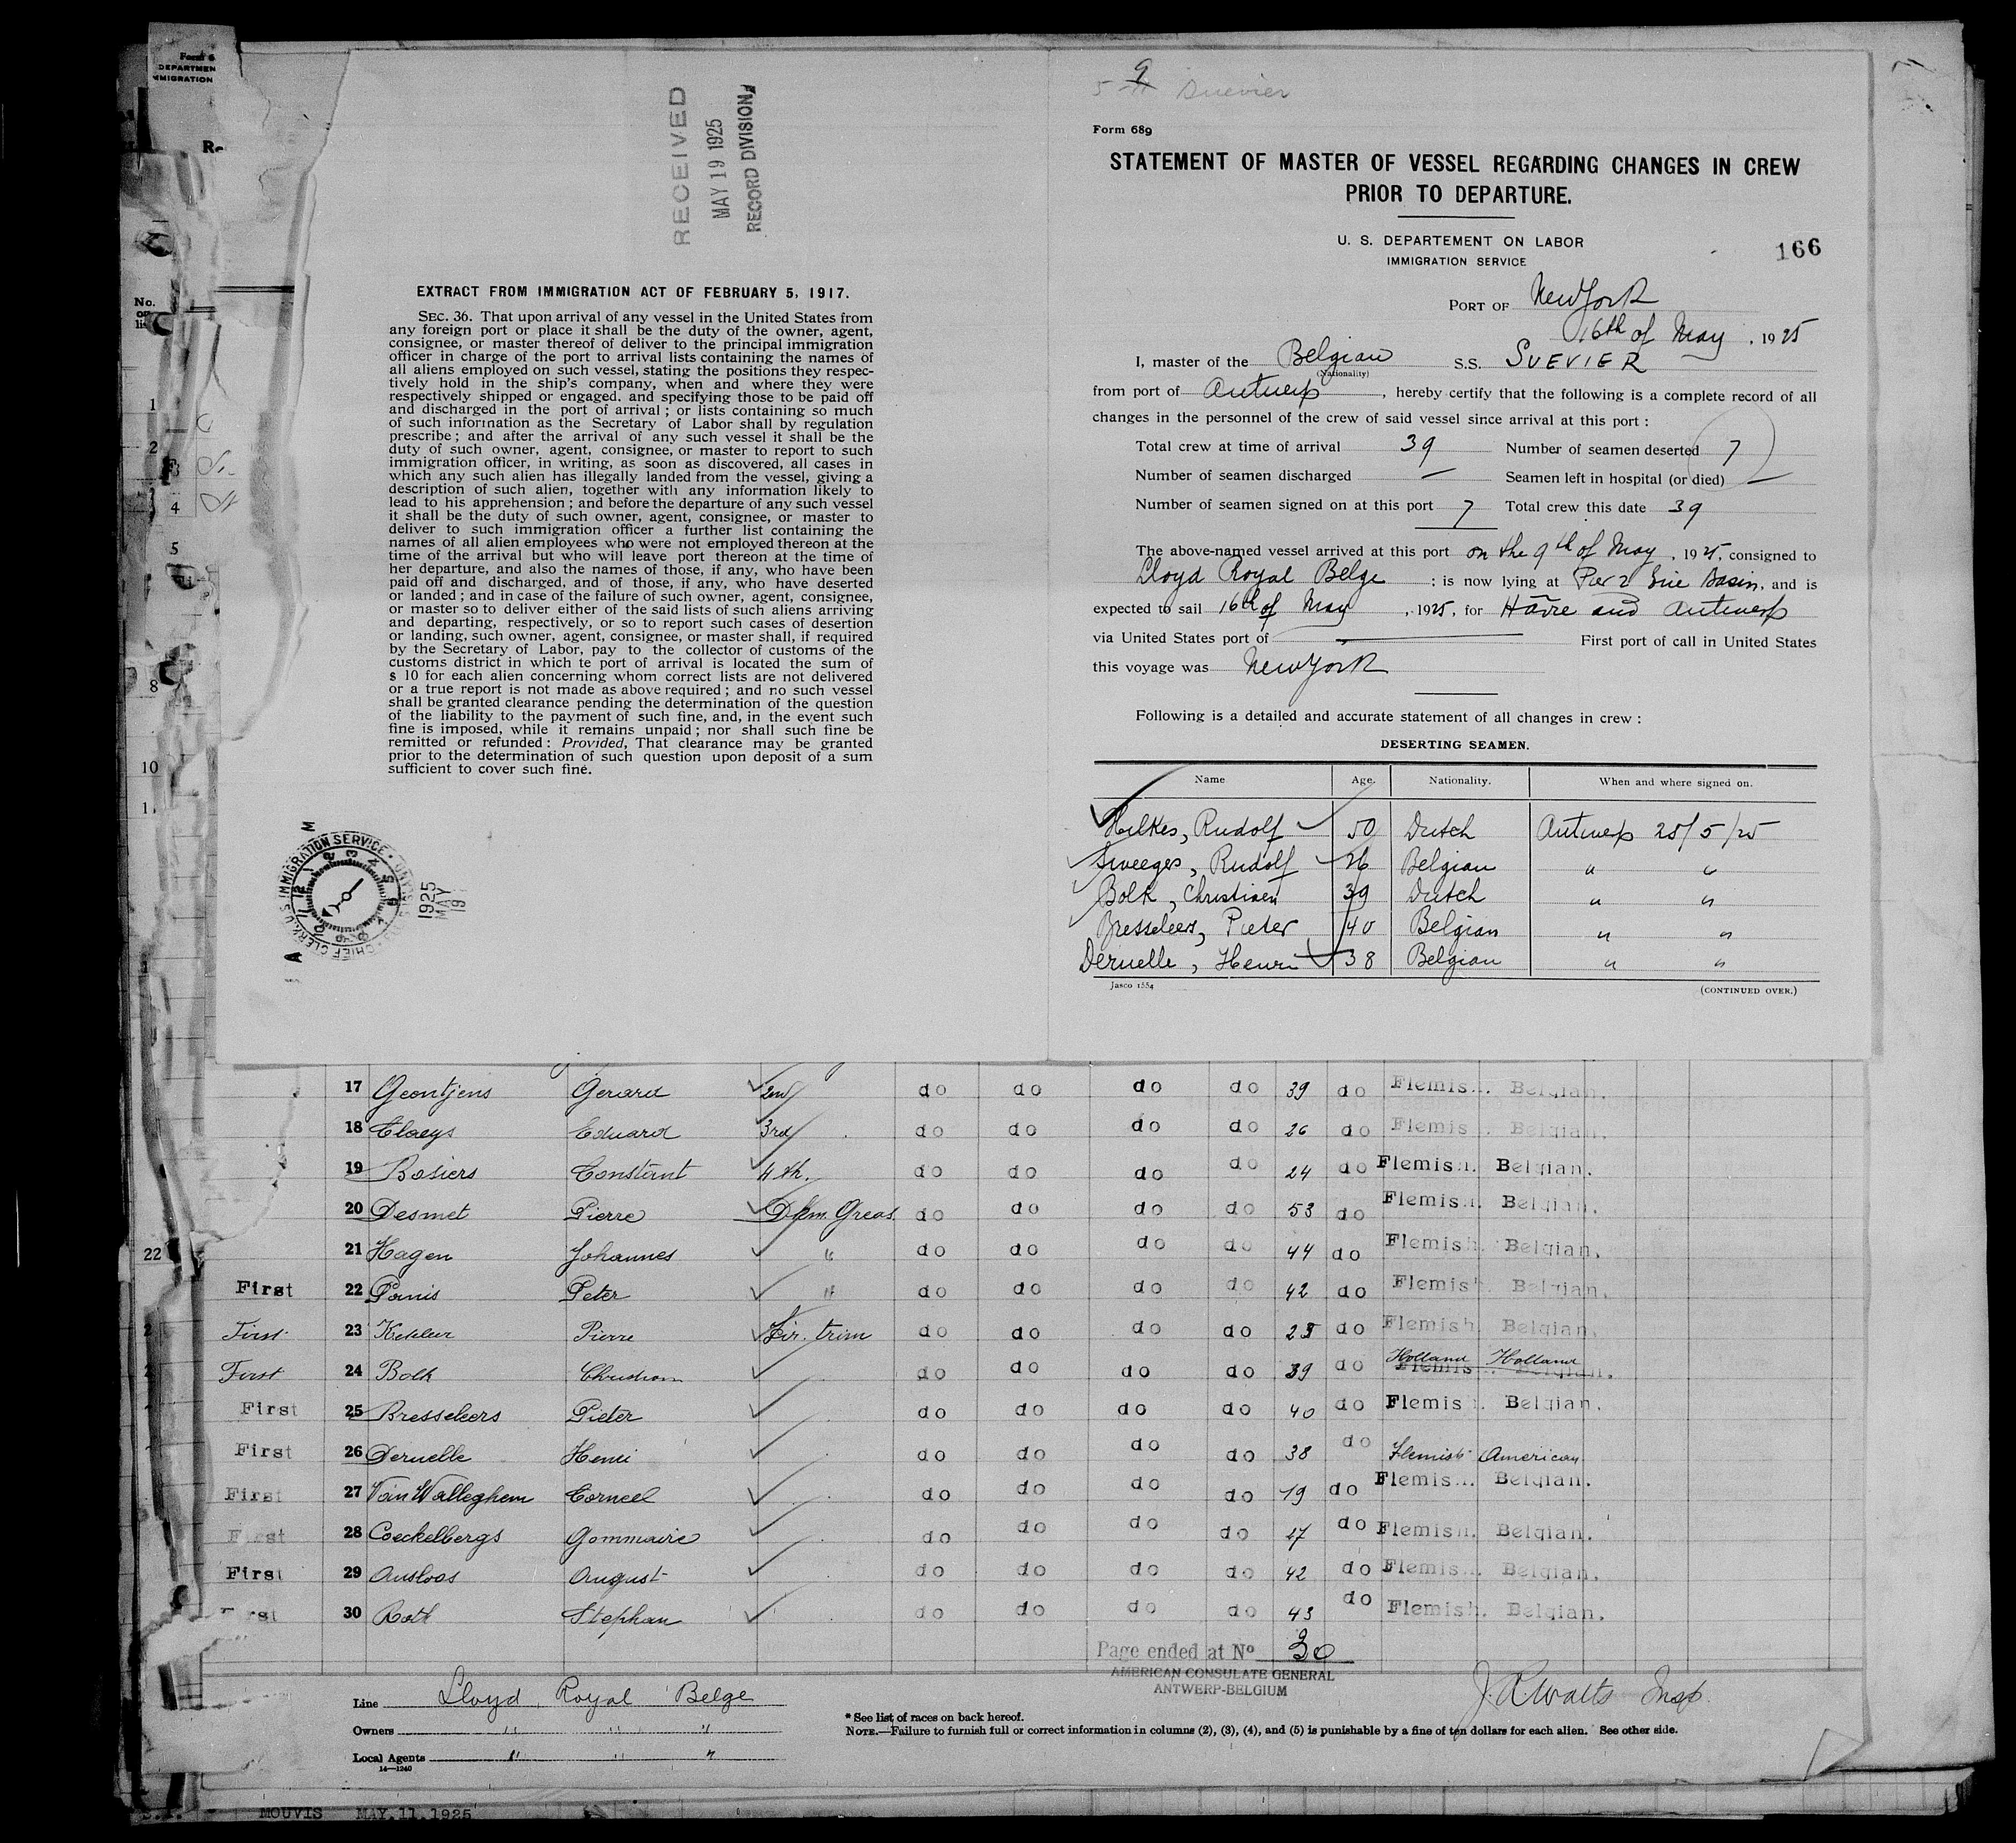 Form 6
DEPARTMEN
MMIGRATION
Re
No.
on
lis
1
2
3
4
5
8
10
11
22
RECEIVED
MAY 19 1925
RECORD DIVISION
EXTRACT FROM IMMIGRATION ACT OF FEBRUARY 5, 1917.
SEC. 36. That upon arrival of any vessel in the United States from
any foreign port or place it shall be the duty of the owner, agent,
consignee, or master thereof of deliver to the principal immigration
officer in charge of the port to arrival lists containing the names of
all aliens employed on such vessel, stating the positions they respec-
tively hold in the ship's company, when and where they were
respectively shipped or engaged. and specifying those to be paid off
and discharged in the port of arrival ; or lists containing so much
of such information as the Secretary of Labor shall by regulation
prescribe ; and after the arrival of any such vessel it shall be the
duty of such owner, agent, consignee, or master to report to such
immigration officer, in writing, as soon as discovered, all cases in
which any such alien has illegally landed from the vessel, giving a
description of such alien, together with any information likely to
lead to his apprehension ; and before the departure of any such vessel
it shall be the duty of such owner, agent, consignee, or master to
deliver to such immigration officer a further list containing the
names of all alien employees who were not employed thereon at the
time of the arrival but who will leave port thereon at the time of
her departure, and also the names of those, if any, who have been
paid off and discharged, and of those, if any, who have deserted
or landed ; and in case of the failure of such owner, agent, consignee,
or master so to deliver either of the said lists of such aliens arriving
and departing, respectively, or so to report such cases of desertion
or landing, such owner, agent, consignee, or master shall, if required
by the Secretary of Labor, pay to the collector of customs of the
customs district in which te port of arrival is located the sum of
$ 10 for each alien concerning whom correct lists are not delivered
or a true report is not made as above required ; and no such vessel
shall be granted clearance pending the determination of the question
of the liability to the payment of such fine, and, in the event such
fine is imposed, while it remains unpaid ; nor shall such fine be
remitted or refunded : Provided, That clearance may be granted
prior to the determination of such question upon deposit of a sum
sufficient to cover such fine.
U.S. IMMIGRATION SERVICE
CHIEF CLERK
1925
MAY
19
9
Suevier
Form 689
STATEMENT OF MASTER OF VESSEL REGARDING CHANGES IN CREW
PRIOR TO DEPARTURE.
U. S. DEPARTEMENT ON LABOR
166
IMMIGRATION SERVICE
PORT OF New York
16th of May, 1925
I, master of the Belgian S.S. SUEVIER
(Nationality)
from port of Antwerp, hereby certify that the following is a complete record of all
changes in the personnel of the crew of said vessel since arrival at this port :
Total crew at time of arrival 39 Number of seamen deserted 7
Number of seamen discharged — Seamen left in hospital (or died) —
Number of seamen signed on at this port 7 Total crew this date 39
The above-named vessel arrived at this port on the 9th of May, 1925, consigned to
Lloyd Royal Belge : is now lying at Pier 2 Erie Basin, and is
expected to sail 16th of May, 1925, for Hâvre and Antwerp
via United States port of — First port of call in United States
this voyage was New York
Following is a detailed and accurate statement of all changes in crew :
DESERTING SEAMEN.
Name Age. Nationality. When and where signed on.
Hilkes, Rudolf 50 Dutch Antwerp 25/5/25
Sweeges, Rudolf 26 Belgian " "
Bolk, Christiaen 39 Dutch " "
Bresseleers, Pieter 40 Belgian " "
Deruelle, Henri 38 Belgian " "
Jasco 1554 (CONTINUED OVER.)
17 Geontjens Gerard 2nd do do do do 39 do Flemish. Belgian.
18 Claeys Eduard 3rd do do do do 26 do Flemish Belgian.
19 Bosiers Constant 4th. do do do do 24 do Flemish. Belgian.
20 Desmet Pierre Greas. do do do do 53 do Flemish. Belgian.
21 Hagen Johannes " do do do do 44 do Flemish. Belgian.
First 22 Panis Peter " do do do do 42 do Flemish Belgian.
First 23 Pierre Fir. trim do do do do do Flemish. Belgian.
First 24 Bolk Christiaan do do do do 39 do Holland Holland
Flemish. Belgian.
First 25 Bresseleers Pieter do do do do 40 do Flemish. Belgian.
First 26 Deruelle Henri do do do do 38 do Flemish American
First 27 Van Walleghem Corneel do do do do 19 do Flemish. Belgian.
First 28 Coeckelbergs Gommaire do do do do 27 do Flemish. Belgian.
First 29 Ausloos August do do do do 42 do Flemish. Belgian.
First 30 Roth Stephan do do do do 43 do Flemish. Belgian.
Page ended at No 30
AMERICAN CONSULATE GENERAL
ANTWERP-BELGIUM
Line Lloyd Royal Belge
J. R. Watts Insp.
* See list of races on back hereof.
Owners " " "
NOTE.—Failure to furnish full or correct information in columns (2), (3), (4), and (5) is punishable by a fine of ten dollars for each alien. See other side.
Local Agents " " "
14—1240
MOUVIS MAY.11.1925